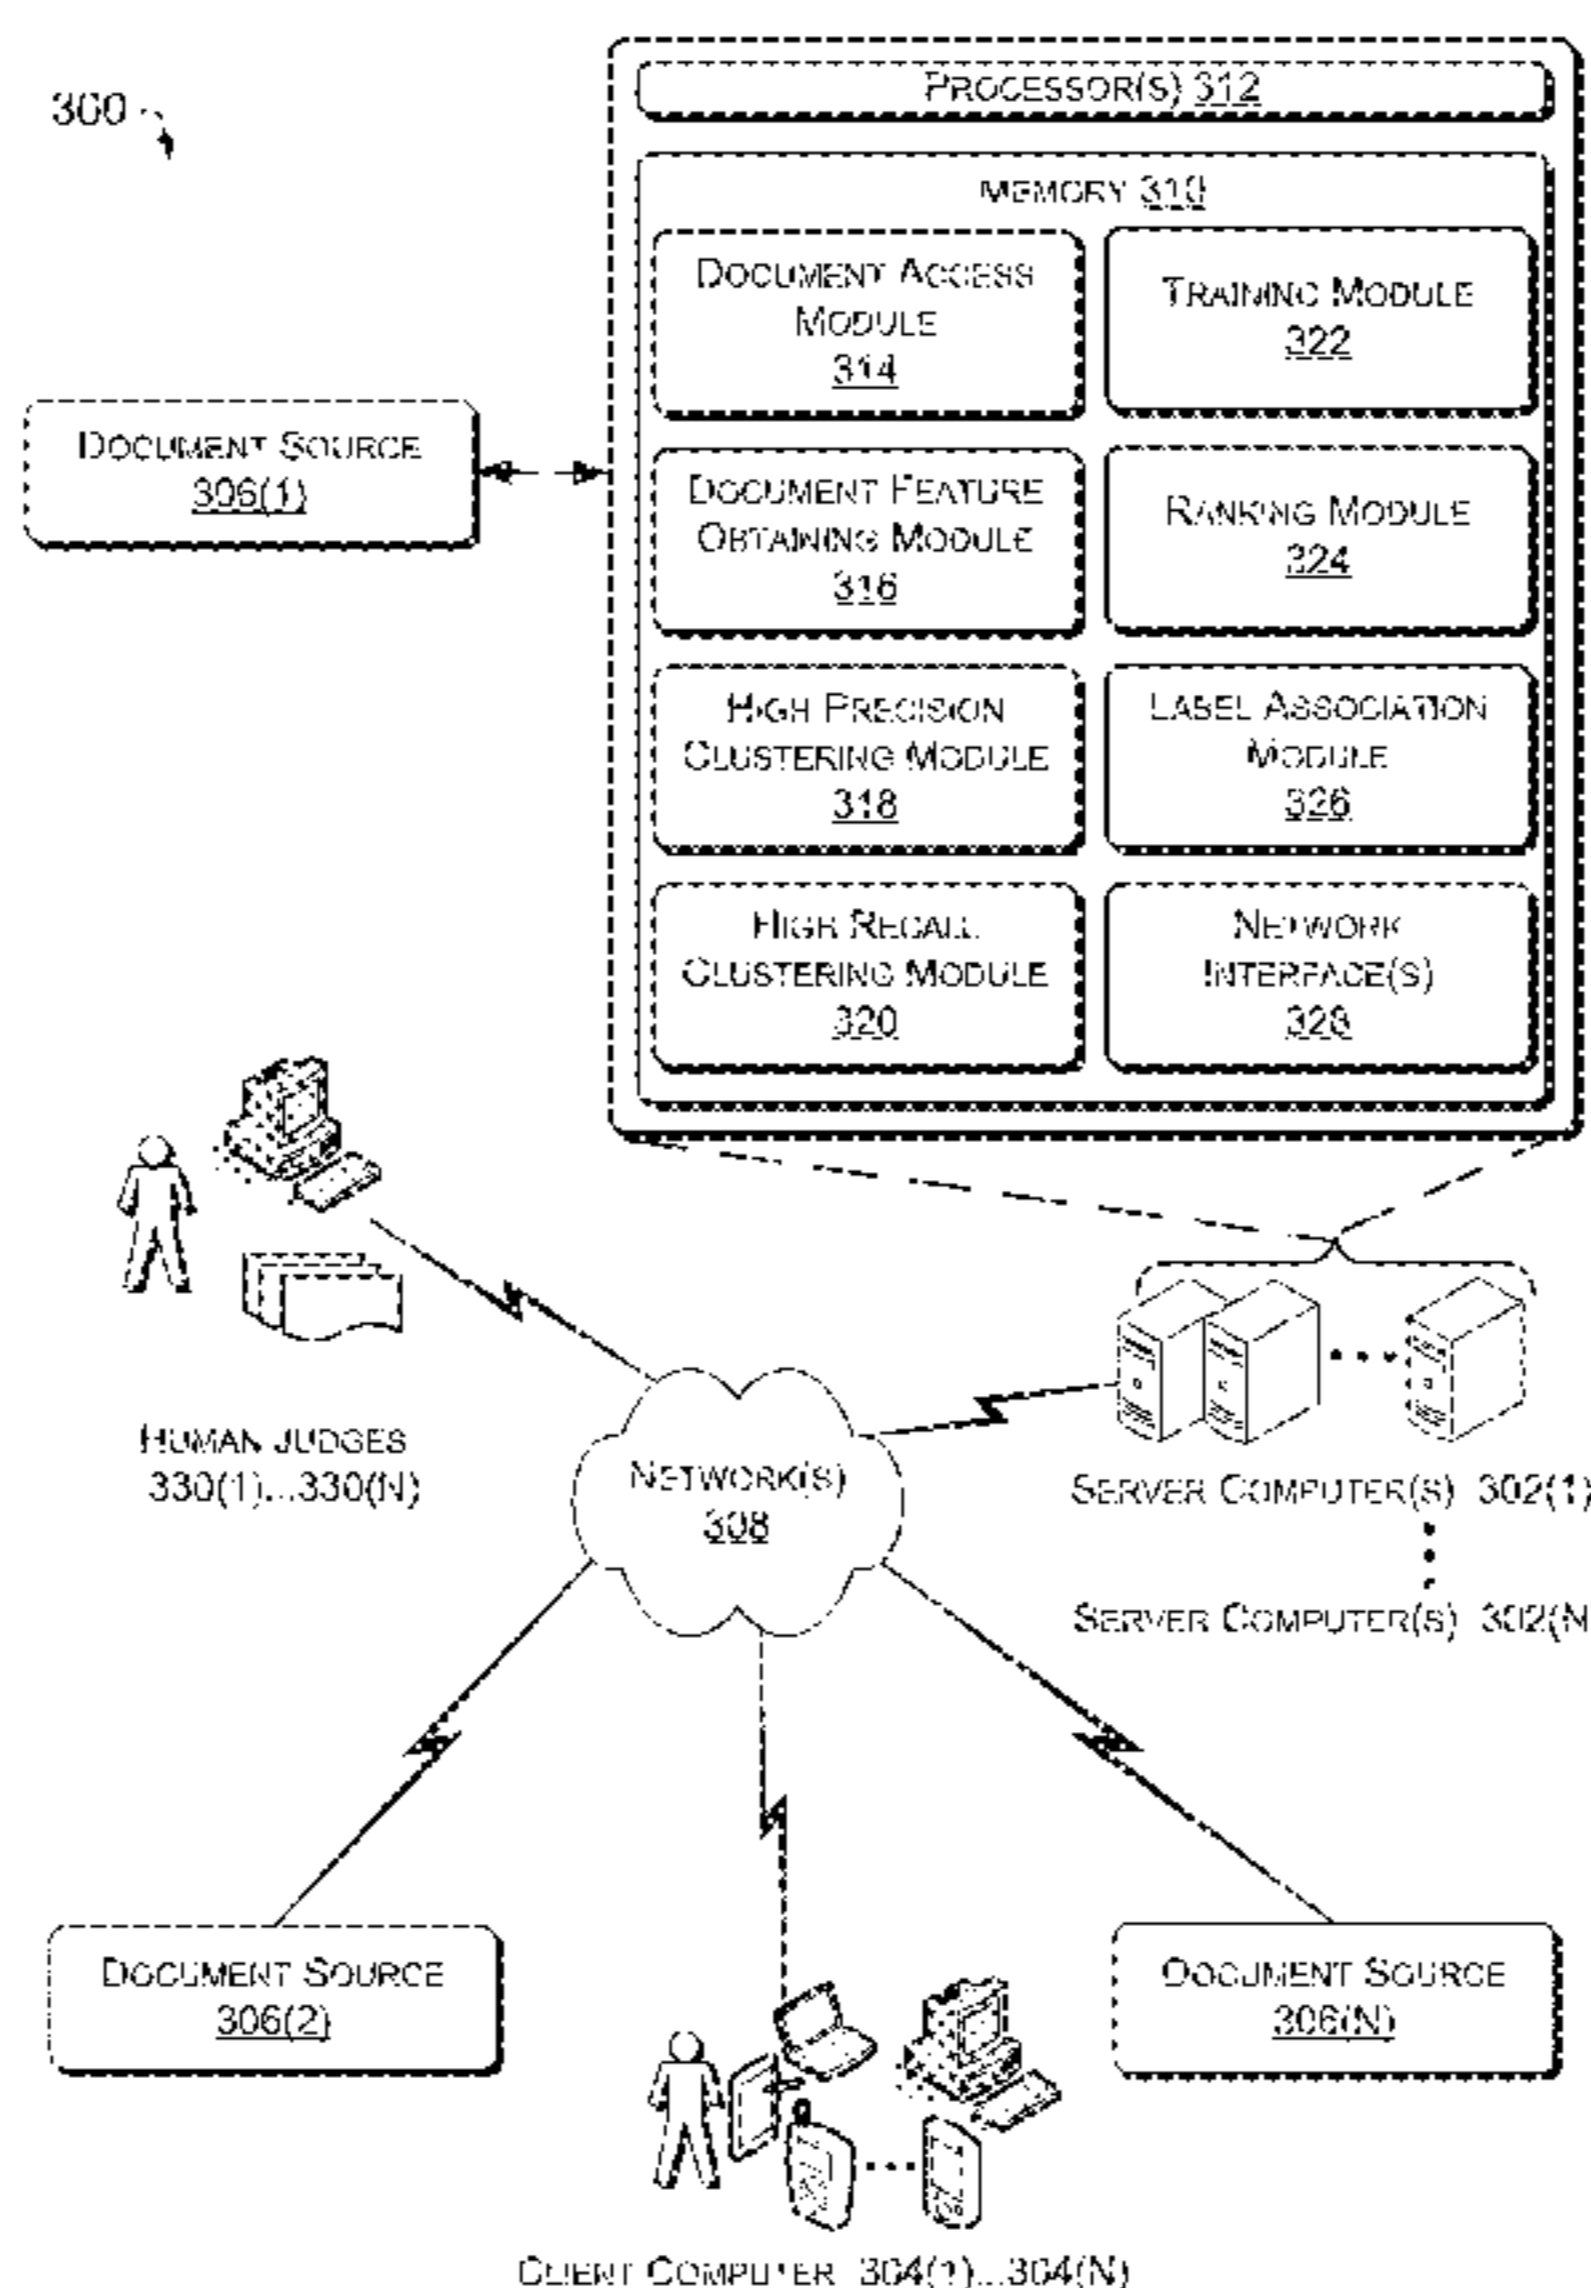 300
PROCESSOR(S) 312
MEMORY 310
DOCUMENT ACCESS
MODULE
314
TRAINING MODULE
322
DOCUMENT SOURCE
306(1)
DOCUMENT FEATURE
OBTAINING MODULE
316
RANKING MODULE
324
HIGH PRECISION
CLUSTERING MODULE
318
LABEL ASSOCIATION
MODULE
326
HIGH RECALL
CLUSTERING MODULE
320
NETWORK
INTERFACE(S)
328
HUMAN JUDGES
330(1)...330(N)
NETWORK(S)
308
SERVER COMPUTER(S) 302(1)
SERVER COMPUTER(S) 302(N
DOCUMENT SOURCE
306(2)
DOCUMENT SOURCE
306(N)
CLIENT COMPUTER 304(1)...304(N)